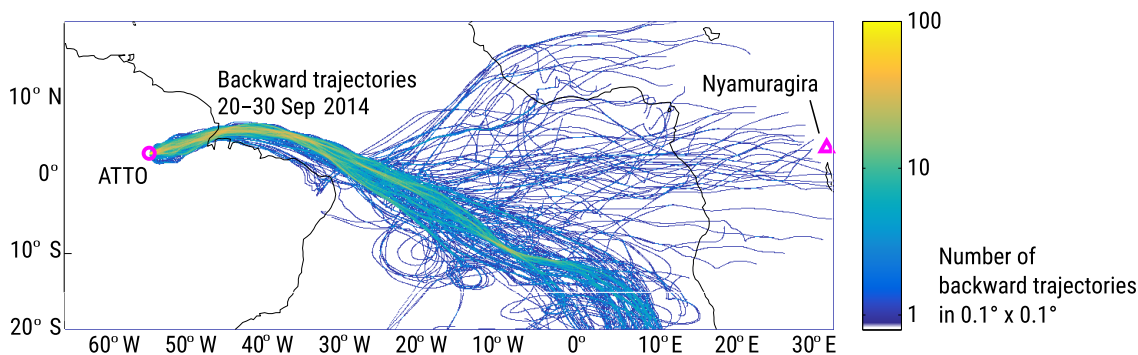 100
Backward trajectories
20–30 Sep 2014
Nyamuragira
10° N
ATTO
0°
10
10° S
Number of
backward trajectories
in 0.1° x 0.1°
1
20° S
60° W 50° W 40° W 30° W 20° W 10° W 0° 10° E 20° E 30° E